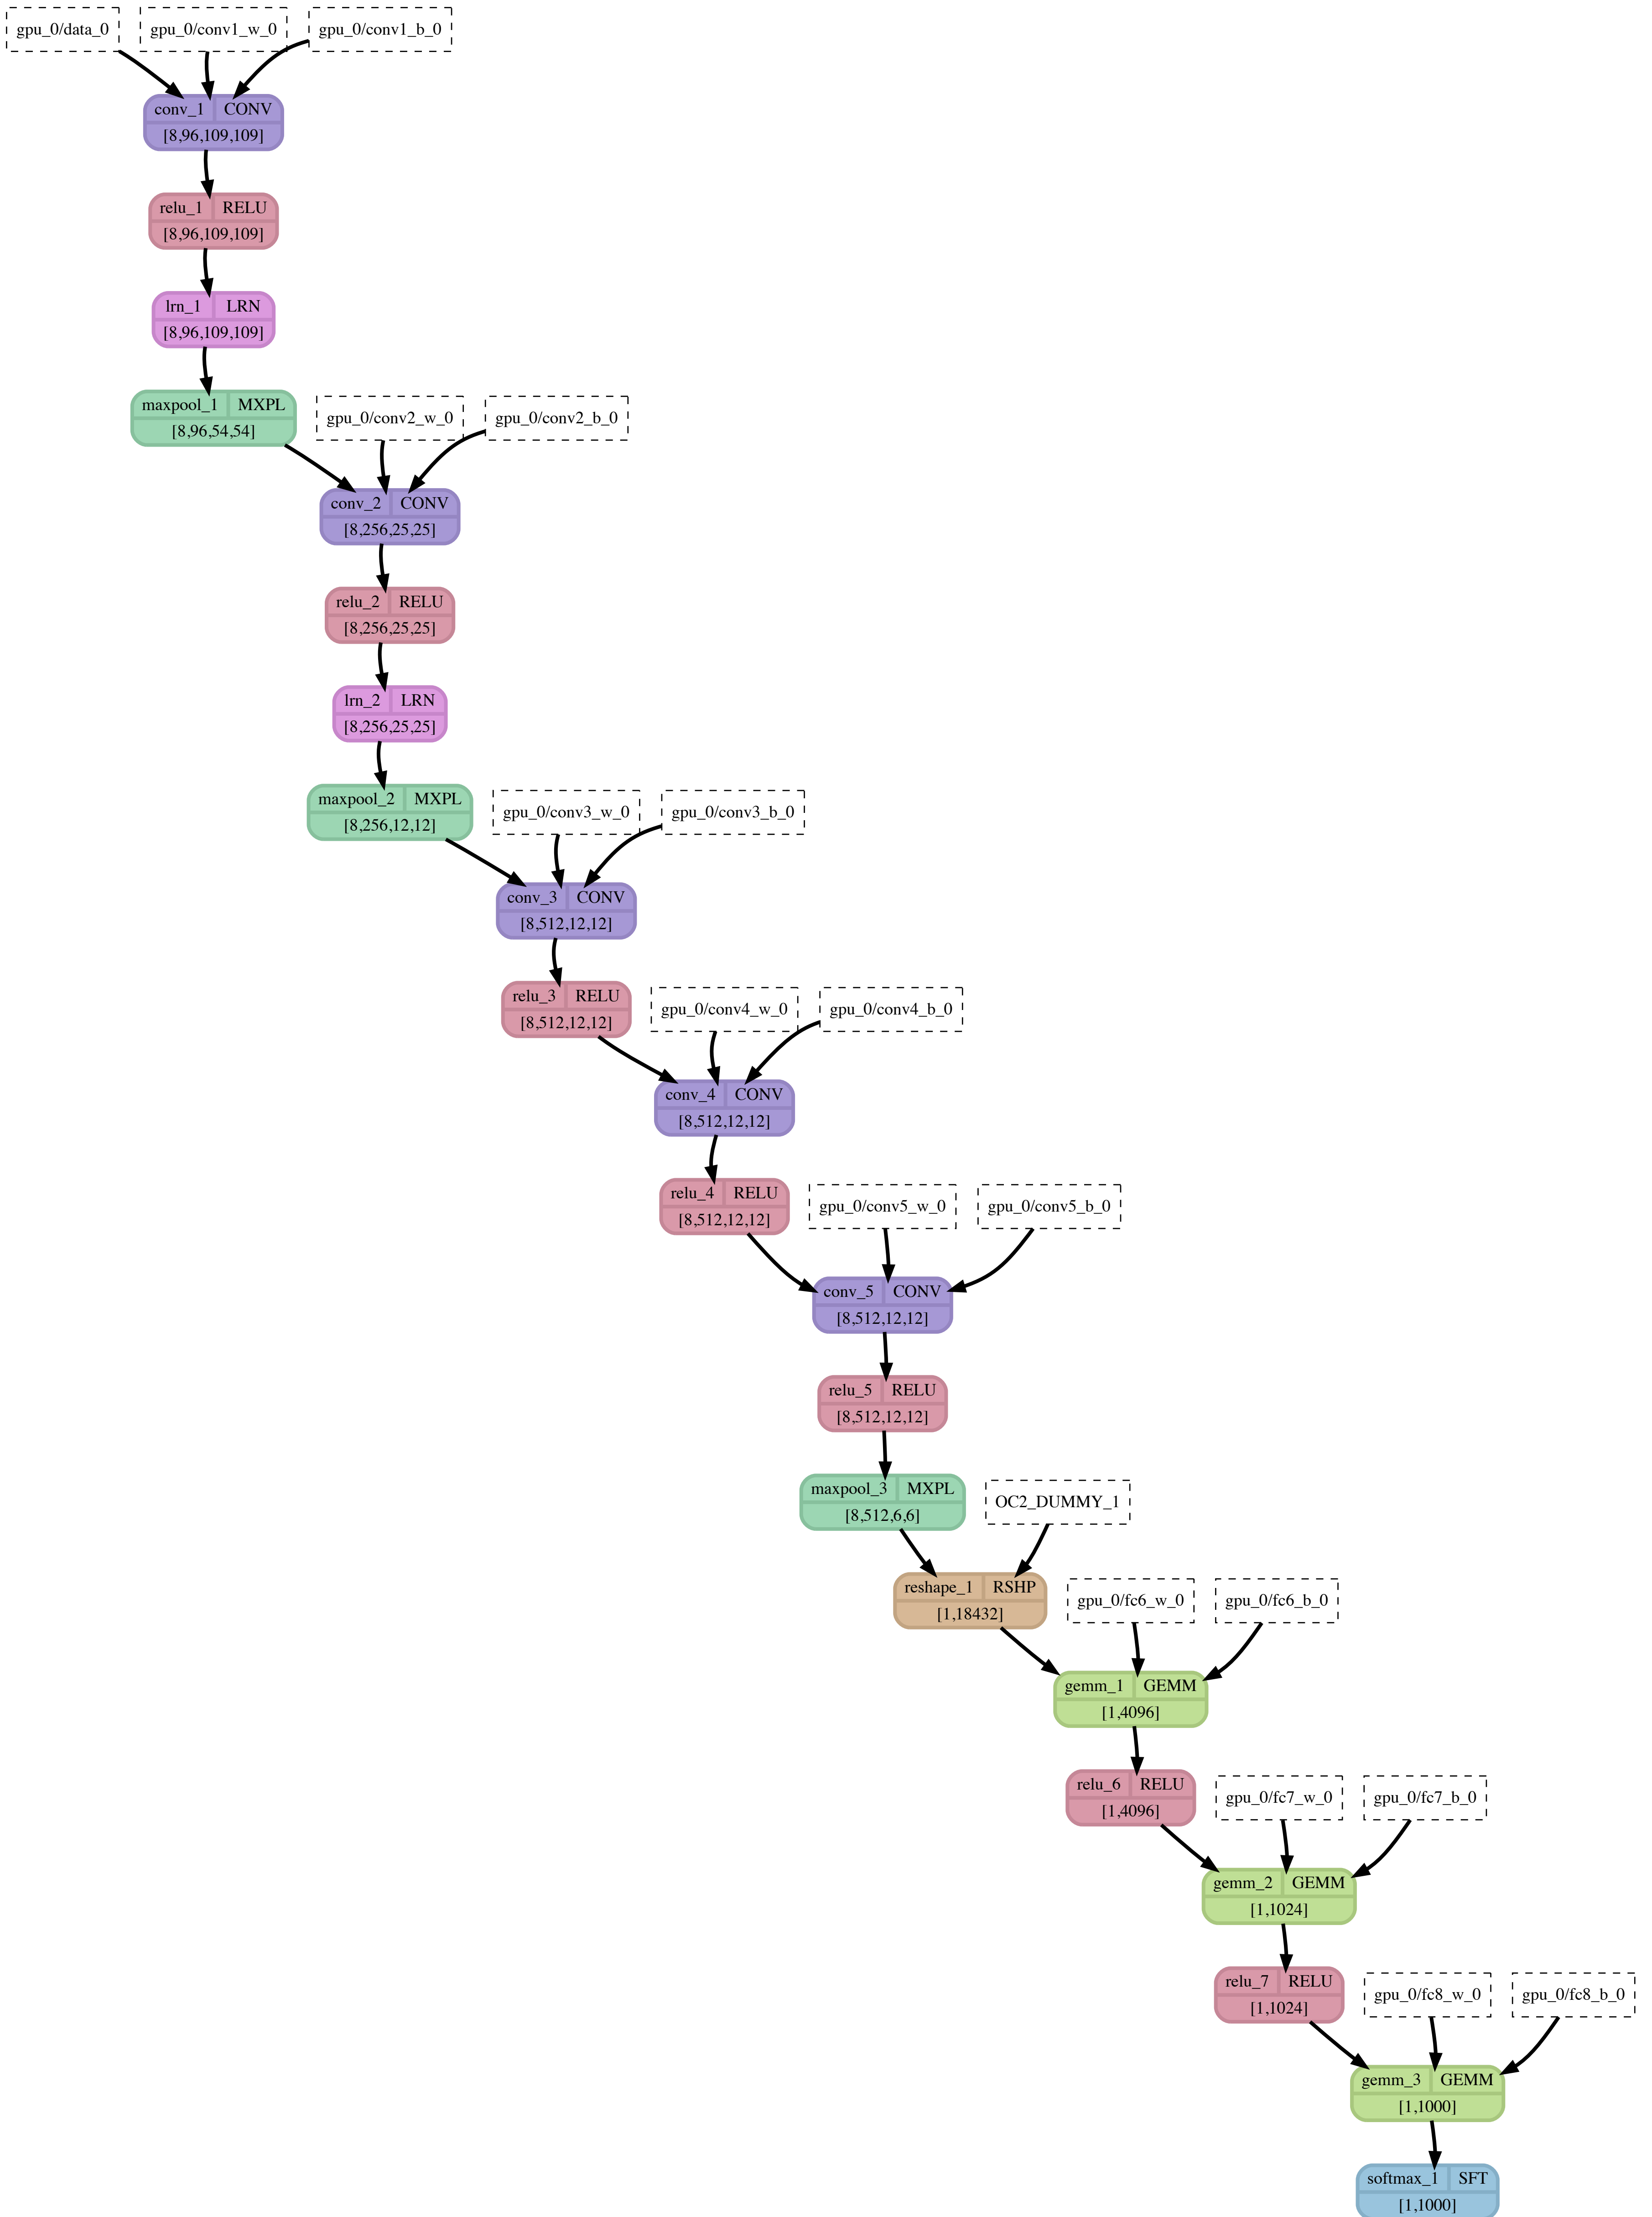 gpu_0/data_0 gpu_0/conv1_w_0 gpu_0/conv1_b_0
conv_1 CONV
[8,96,109,109]
relu_1 RELU
[8,96,109,109]
lrn_1 LRN
[8,96,109,109]
maxpool_1 MXPL
[8,96,54,54]
gpu_0/conv2_w_0 gpu_0/conv2_b_0
conv_2 CONV
[8,256,25,25]
relu_2 RELU
[8,256,25,25]
lrn_2 LRN
[8,256,25,25]
maxpool_2 MXPL
[8,256,12,12]
gpu_0/conv3_w_0 gpu_0/conv3_b_0
conv_3 CONV
[8,512,12,12]
relu_3 RELU
[8,512,12,12]
gpu_0/conv4_w_0 gpu_0/conv4_b_0
conv_4 CONV
[8,512,12,12]
relu_4 RELU
[8,512,12,12]
gpu_0/conv5_w_0 gpu_0/conv5_b_0
conv_5 CONV
[8,512,12,12]
relu_5 RELU
[8,512,12,12]
maxpool_3 MXPL
[8,512,6,6]
OC2_DUMMY_1
reshape_1 RSHP
[1,18432]
gpu_0/fc6_w_0 gpu_0/fc6_b_0
gemm_1 GEMM
[1,4096]
relu_6 RELU
[1,4096]
gpu_0/fc7_w_0 gpu_0/fc7_b_0
gemm_2 GEMM
[1,1024]
relu_7 RELU
[1,1024]
gpu_0/fc8_w_0 gpu_0/fc8_b_0
gemm_3 GEMM
[1,1000]
softmax_1 SFT
[1,1000]